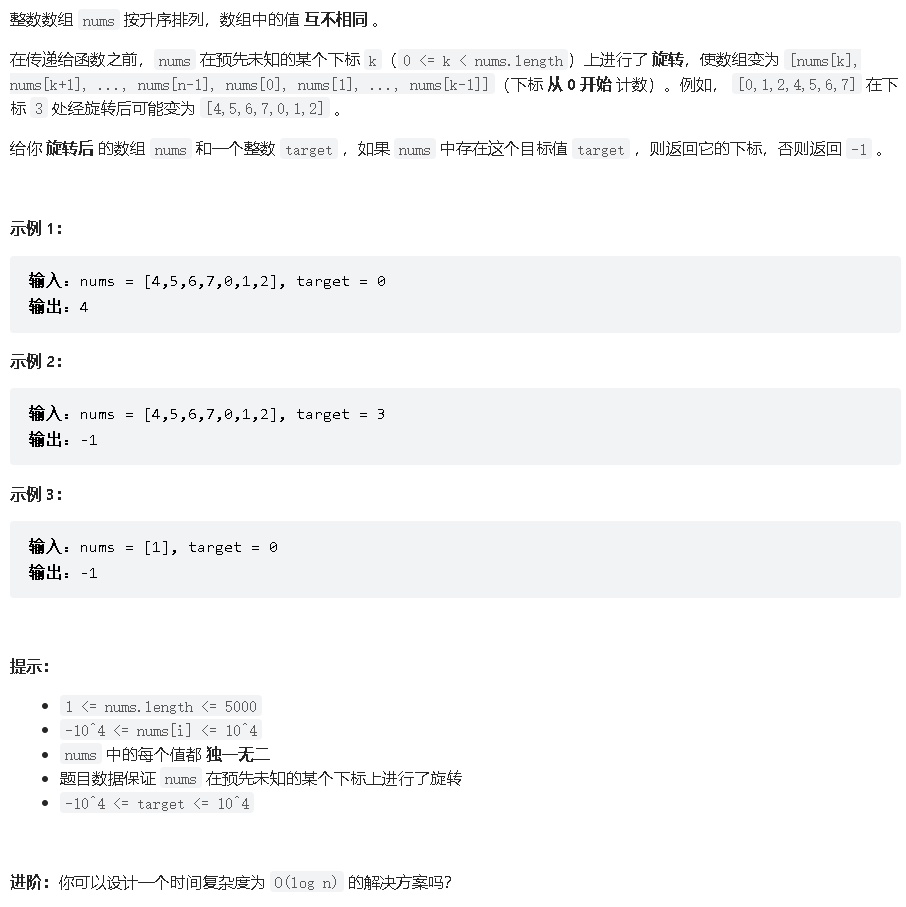 整数数组 nums 按升序排列，数组中的值 互不相同 。
在传递给函数之前， nums 在预先未知的某个下标 k （ 0 <= k < nums.length ）上进行了 旋转，使数组变为 [nums[k],
nums[k+1], ..., nums[n-1], nums[0], nums[1], ..., nums[k-1]]（下标 从 0 开始 计数）。例如， [0,1,2,4,5,6,7] 在下
标 3 处经旋转后可能变为 [4,5,6,7,0,1,2] 。
给你 旋转后 的数组 nums 和一个整数 target ，如果 nums 中存在这个目标值 target ，则返回它的下标，否则返回 -1 。
示例 1：
输入：nums = [4,5,6,7,0,1,2], target = 0
输出：4
示例 2：
输入：nums = [4,5,6,7,0,1,2], target = 3
输出：-1
示例 3：
输入：nums = [1], target = 0
输出：-1
提示：
1 <= nums.length <= 5000
-10^4 <= nums[i] <= 10^4
nums 中的每个值都 独一无二
题目数据保证 nums 在预先未知的某个下标上进行了旋转
-10^4 <= target <= 10^4
进阶：你可以设计一个时间复杂度为 O(log n) 的解决方案吗？